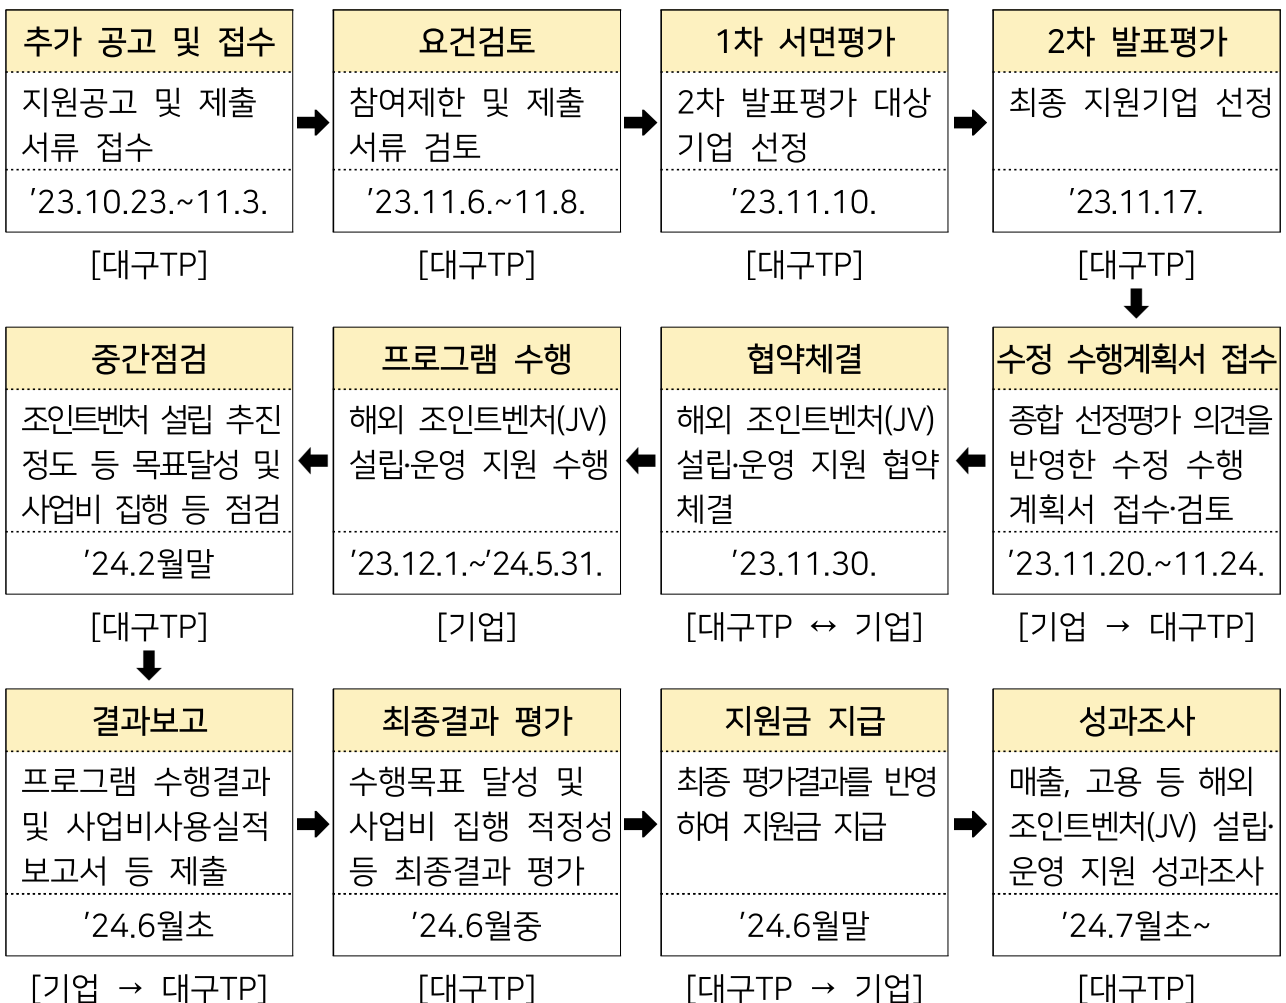 추가 공고 및 접수
지원공고 및 제출
서류 접수
'23.10.23.~11.3.
[대구TP]
요건검토
참여제한 및 제출
서류 검토
'23.11.6.~11.8.
[대구TP]
1차 서면평가
2차 발표평가 대상
기업 선정
'23.11.10.
[대구TP]
2차 발표평가
최종 지원기업 선정
'23.11.17.
[대구TP]
수정 수행계획서 접수
종합 선정평가 의견을
반영한 수정 수행
계획서 접수·검토
'23.11.20.~11.24.
[기업 → 대구TP]
협약체결
해외 조인트벤처(JV)
설립·운영 지원 협약
체결
'23.11.30.
[대구TP ↔ 기업]
프로그램 수행
해외 조인트벤처(JV)
설립·운영 지원 수행
'23.12.1.~'24.5.31.
[기업]
중간점검
조인트벤처 설립 추진
정도 등 목표달성 및
사업비 집행 등 점검
'24.2월말
[대구TP]
결과보고
프로그램 수행결과
및 사업비사용실적
보고서 등 제출
'24.6월초
[기업 → 대구TP]
최종결과 평가
수행목표 달성 및
사업비 집행 적정성
등 최종결과 평가
'24.6월중
[대구TP]
지원금 지급
최종 평가결과를 반영
하여 지원금 지급
'24.6월말
[대구TP → 기업]
성과조사
매출, 고용 등 해외
조인트벤처(JV) 설립·
운영 지원 성과조사
'24.7월초~
[대구TP]